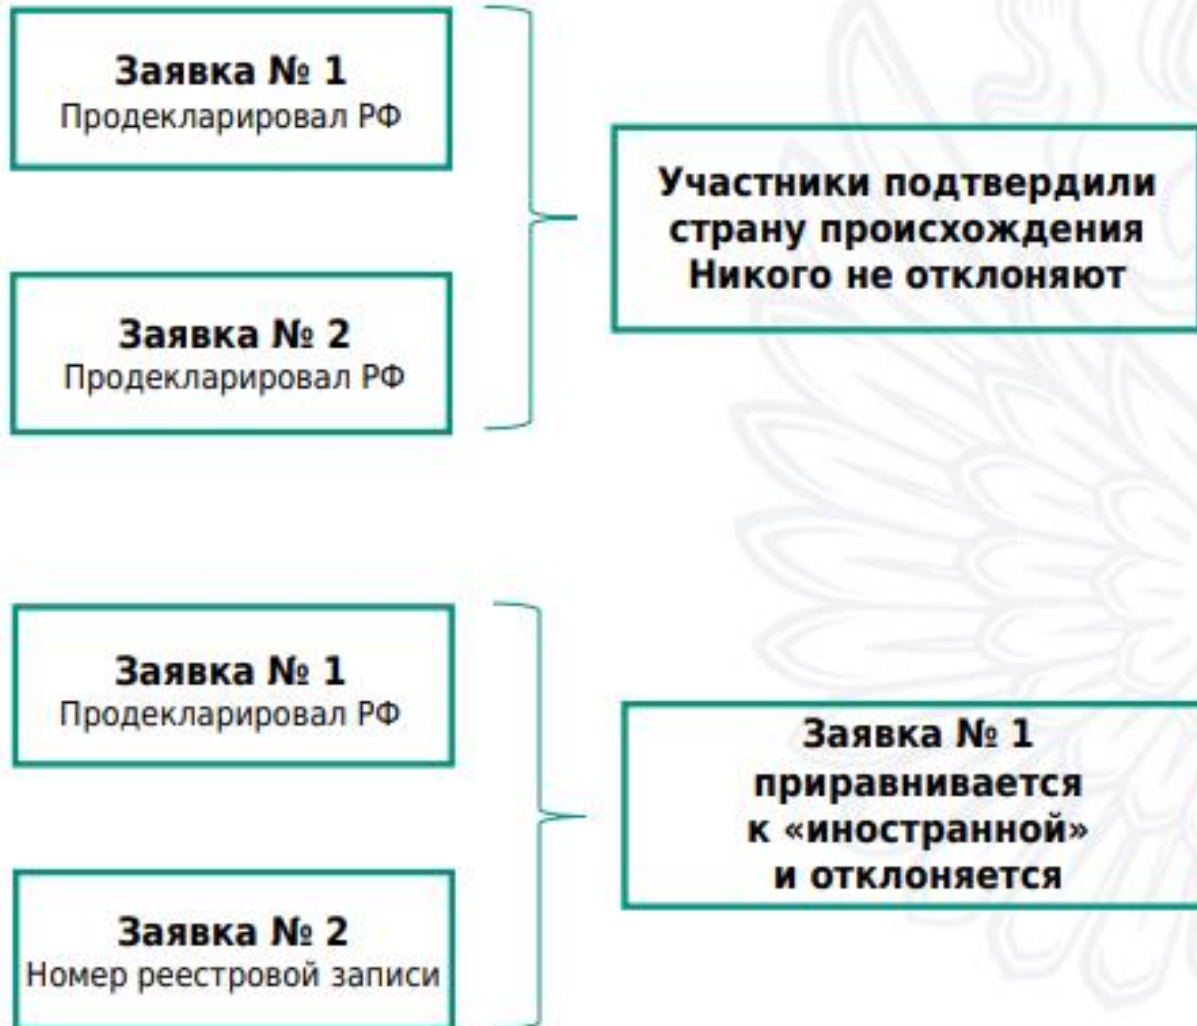 Заявка № 1
Продекларировал РФ
Заявка № 2
Продекларировал РФ
Участники подтвердили
страну происхождения
Никого не отклоняют
Заявка № 1
Продекларировал РФ
Заявка № 2
Номер реестровой записи
Заявка № 1
приравнивается
к «иностранной»
и отклоняется